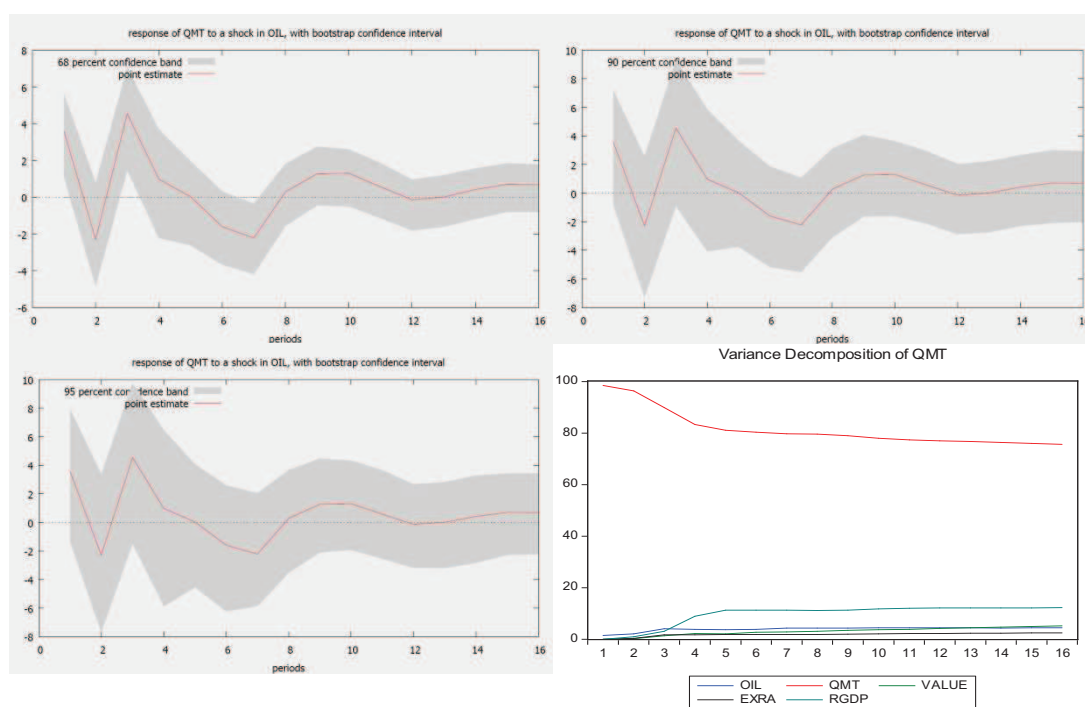 response of QMT to a shock in OIL, with bootstrap confidence interval
8
68 percent confidence band
point estimate
6
4
2
0
-2
-4
-6
0 2 4 6 8 10 12 14 16
periods
response of QMT to a shock in OIL, with bootstrap confidence interval
10
90 percent confidence band
point estimate
8
6
4
2
0
-2
-4
-6
-8
0 2 4 6 8 10 12 14 16
periods
response of QMT to a shock in OIL, with bootstrap confidence interval
10
95 percent confidence band
point estimate
8
6
4
2
0
-2
-4
-6
-8
0 2 4 6 8 10 12 14 16
periods
Variance Decomposition of QMT
100
80
60
40
20
0
1 2 3 4 5 6 7 8 9 10 11 12 13 14 15 16
OIL QMT VALUE
EXRA RGDP